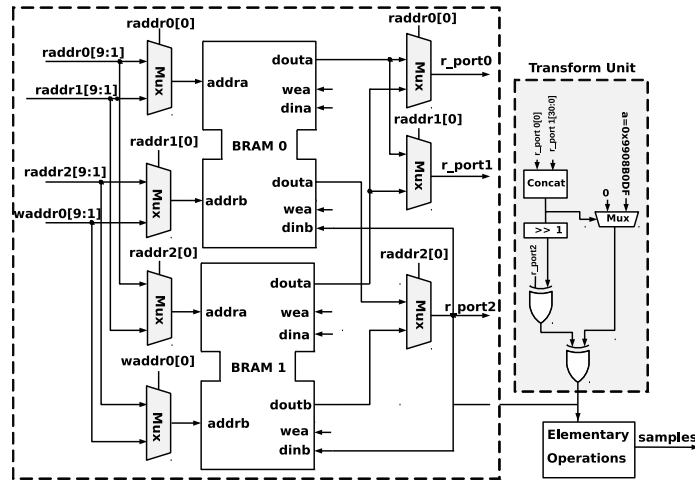 raddr0[0]
raddr0[9:1]
raddr1[9:1]
Mux
addra
douta
wea
dina
BRAM 0
raddr0[0]
Mux
r_port0
raddr1[0]
Mux
r_port1
raddr1[0]
raddr2[9:1]
waddr0[9:1]
Mux
addrb
douta
wea
dinb
raddr2[0]
Mux
addra
douta
wea
dina
BRAM 1
raddr2[0]
Mux
r_port2
waddr0[0]
Mux
addrb
doutb
wea
dinb
Transform Unit
r_port 0[0]
r_port 1[30:0]
a=0x9908B0DF
Concat
0
Mux
>> 1
r_port2
Elementary
Operations
samples